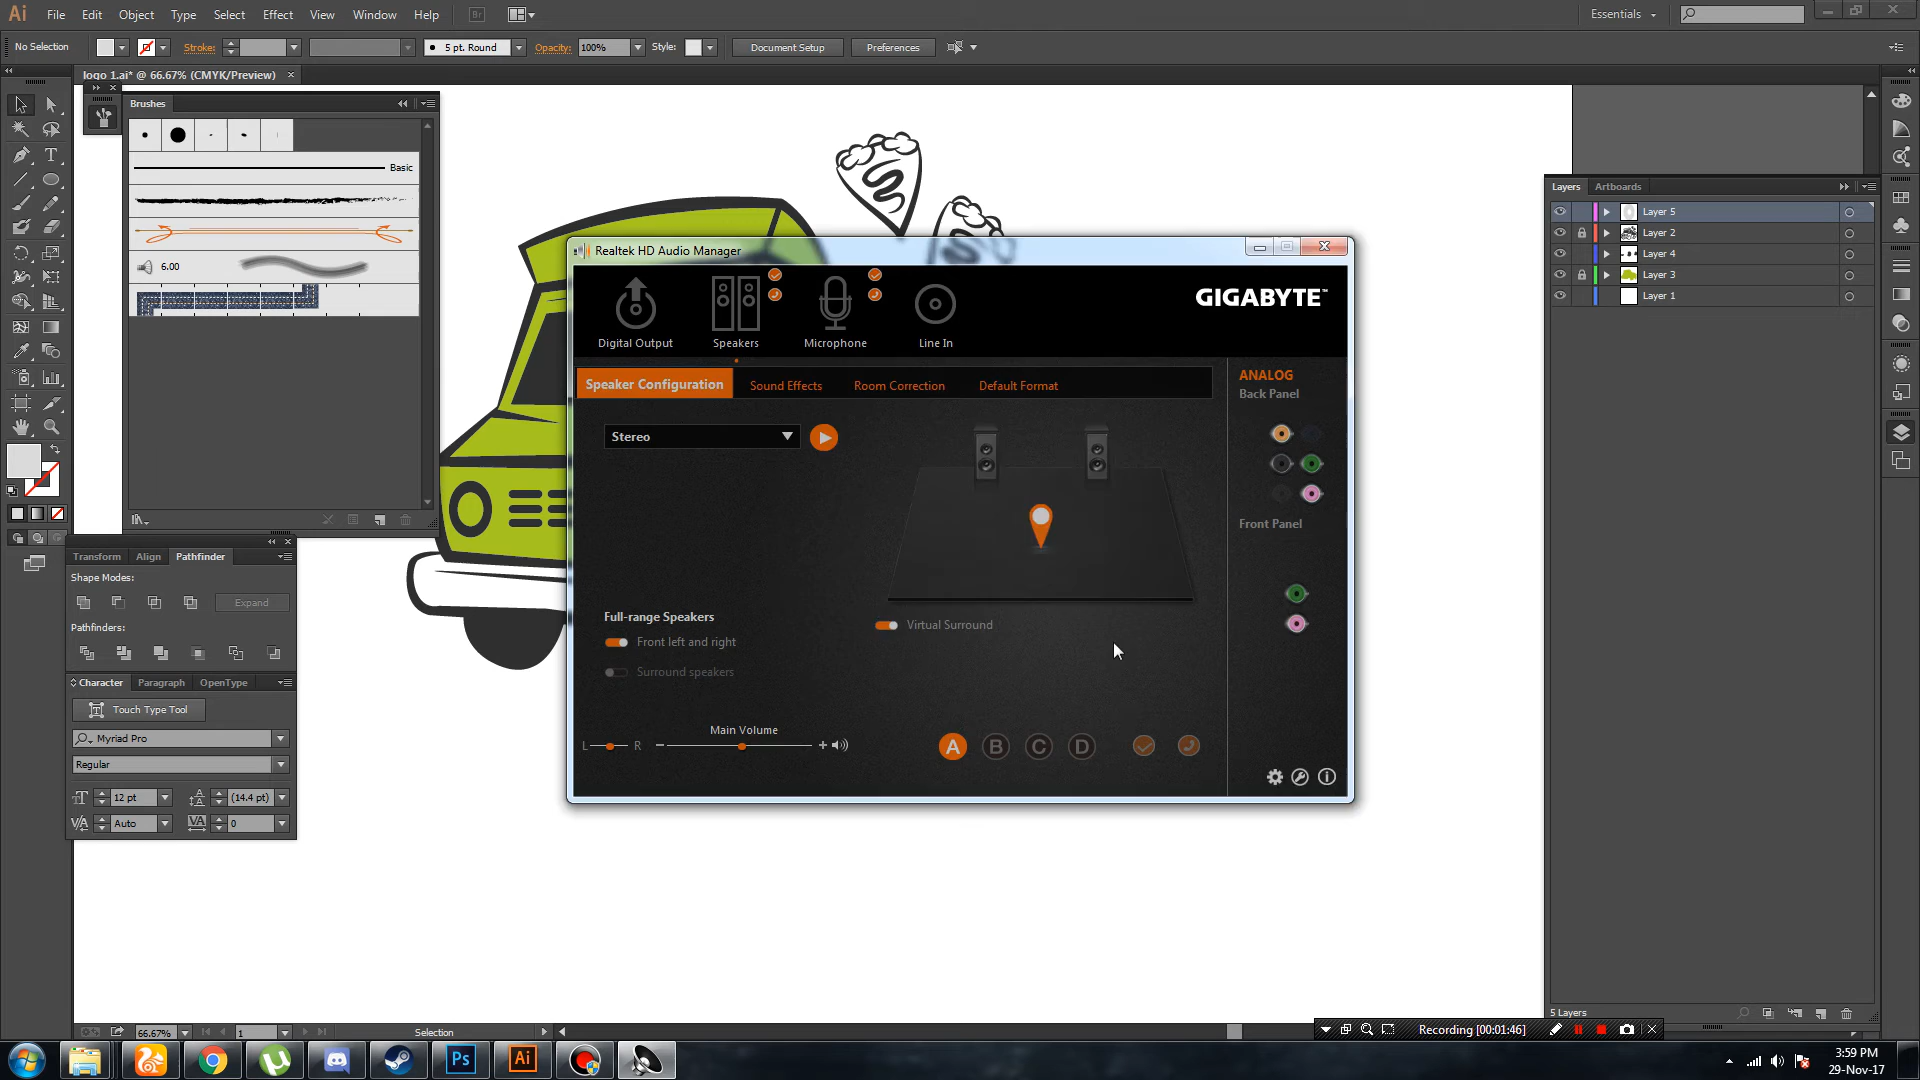 Ai File Edit Object Type Select Effect View Window Help Br Essentials
No Selection Stroke: 5 pt. Round Opacity: 100% Style: Document Setup Preferences
logo 1.ai* @ 66.67% (CMYK/Preview)
Brushes
Basic
6.00
Transform Align Pathfinder
Shape Modes:
Expand
Pathfinders:
Character Paragraph OpenType
Touch Type Tool
Myriad Pro
Regular
12 pt (14.4 pt)
Auto 0
Realtek HD Audio Manager
Digital Output Speakers Microphone Line In
GIGABYTE™
Speaker Configuration Sound Effects Room Correction Default Format
Stereo
Full-range Speakers
Front left and right
Surround speakers
Virtual Surround
Main Volume
L R
A B C D
ANALOG
Back Panel
Front Panel
Layers Artboards
Layer 5
Layer 2
Layer 4
Layer 3
Layer 1
5 Layers
66.67% 1 Selection
Recording [00:01:46]
Ps Ai
3:59 PM
29-Nov-17